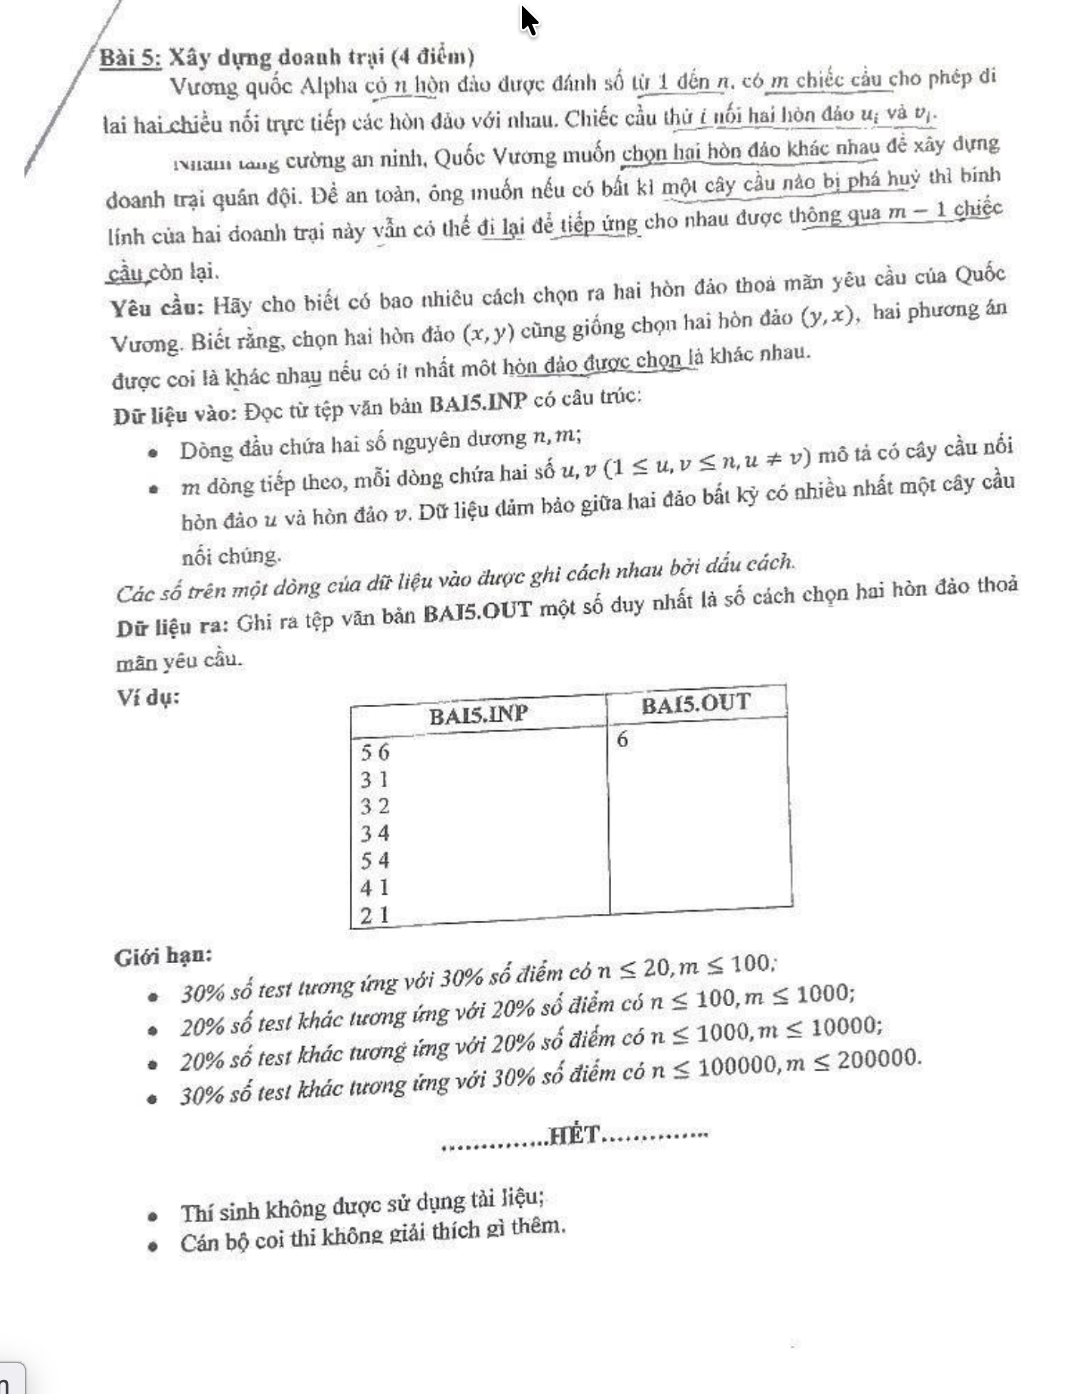 Bài 5: Xây dựng doanh trại (4 điểm)
Vương quốc Alpha có n hòn đảo được đánh số từ 1 đến n, có m chiếc cầu cho phép đi
lại hai chiều nối trực tiếp các hòn đảo với nhau. Chiếc cầu thứ i nối hai hòn đảo uᵢ và vᵢ.
Nhằm tăng cường an ninh, Quốc Vương muốn chọn hai hòn đảo khác nhau để xây dựng
doanh trại quân đội. Để an toàn, ông muốn nếu có bất kì một cây cầu nào bị phá huỷ thì binh
lính của hai doanh trại này vẫn có thể đi lại để tiếp ứng cho nhau được thông qua m − 1 chiếc
cầu còn lại.
Yêu cầu: Hãy cho biết có bao nhiêu cách chọn ra hai hòn đảo thoả mãn yêu cầu của Quốc
Vương. Biết rằng, chọn hai hòn đảo (x, y) cũng giống chọn hai hòn đảo (y, x), hai phương án
được coi là khác nhau nếu có ít nhất một hòn đảo được chọn là khác nhau.
Dữ liệu vào: Đọc từ tệp văn bản BAI5.INP có cấu trúc:
• Dòng đầu chứa hai số nguyên dương n, m;
• m dòng tiếp theo, mỗi dòng chứa hai số u, v (1 ≤ u, v ≤ n, u ≠ v) mô tả có cây cầu nối
hòn đảo u và hòn đảo v. Dữ liệu đảm bảo giữa hai đảo bất kỳ có nhiều nhất một cây cầu
nối chúng.
Các số trên một dòng của dữ liệu vào được ghi cách nhau bởi dấu cách.
Dữ liệu ra: Ghi ra tệp văn bản BAI5.OUT một số duy nhất là số cách chọn hai hòn đảo thoả
mãn yêu cầu.
Ví dụ:
BAI5.INP BAI5.OUT
5 6 6
3 1
3 2
3 4
5 4
4 1
2 1
Giới hạn:
• 30% số test tương ứng với 30% số điểm có n ≤ 20, m ≤ 100;
• 20% số test khác tương ứng với 20% số điểm có n ≤ 100, m ≤ 1000;
• 20% số test khác tương ứng với 20% số điểm có n ≤ 1000, m ≤ 10000;
• 30% số test khác tương ứng với 30% số điểm có n ≤ 100000, m ≤ 200000.
..............HẾT..............
• Thí sinh không được sử dụng tài liệu;
• Cán bộ coi thi không giải thích gì thêm.